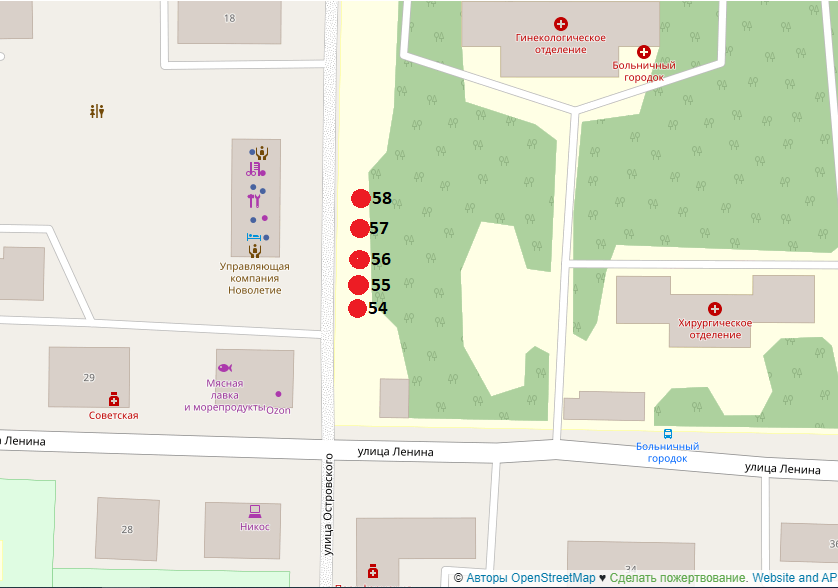 18
Гинекологическое
отделение
Больничный
городок
58
57
56
55
54
Управляющая
компания
Новолетие
Хирургическое
отделение
29
Советская
Мясная
лавка
и морепродукты
Ozon
Ленина
улица Ленина
Больничный
городок
улица Ленина
улица Островского
28
Никос
34
36
© Авторы OpenStreetMap ♥ Сделать пожертвование. Website and AP